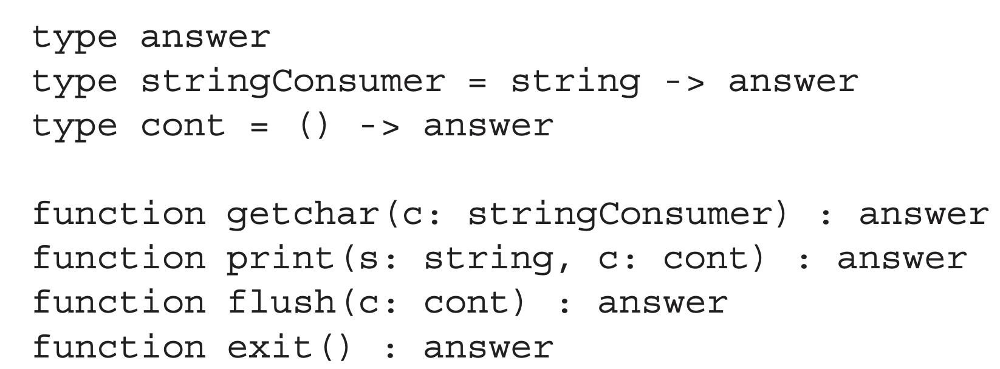 type answer
type stringConsumer = string -> answer
type cont = () -> answer
function getchar(c: stringConsumer) : answer
function print(s: string, c: cont) : answer
function flush(c: cont) : answer
function exit() : answer